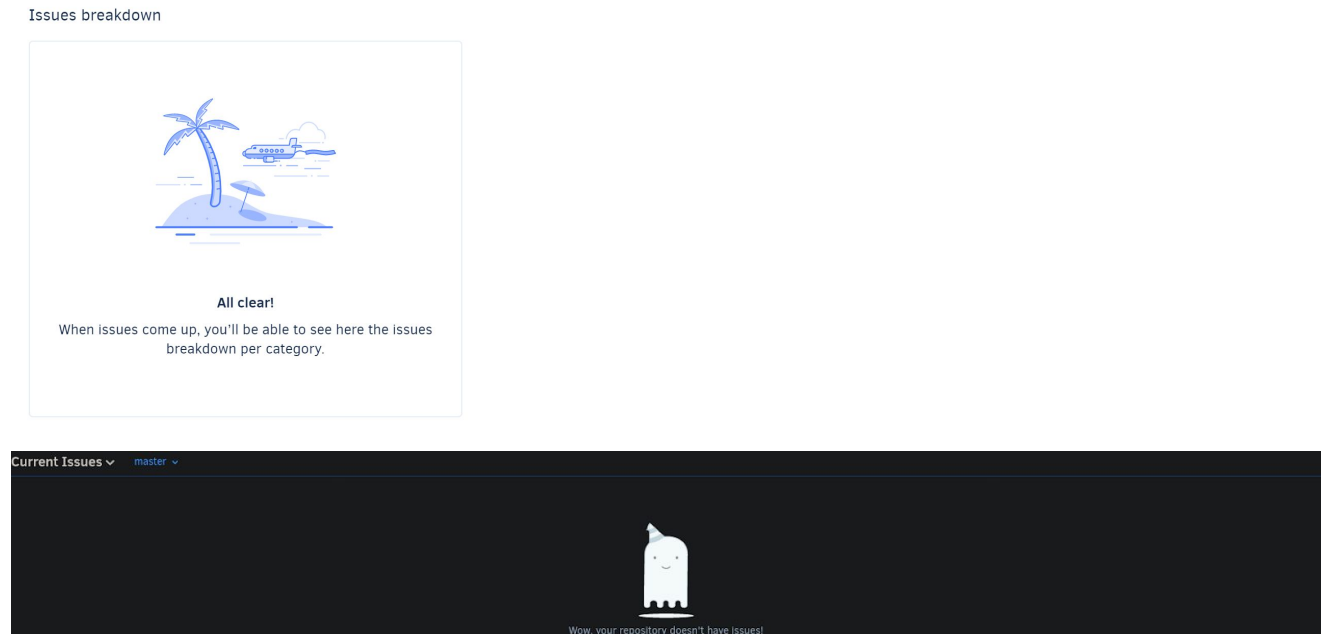 Issues breakdown
All clear!
When issues come up, you'll be able to see here the issues
breakdown per category.
Current Issues
master
Wow, your repository doesn't have issues!